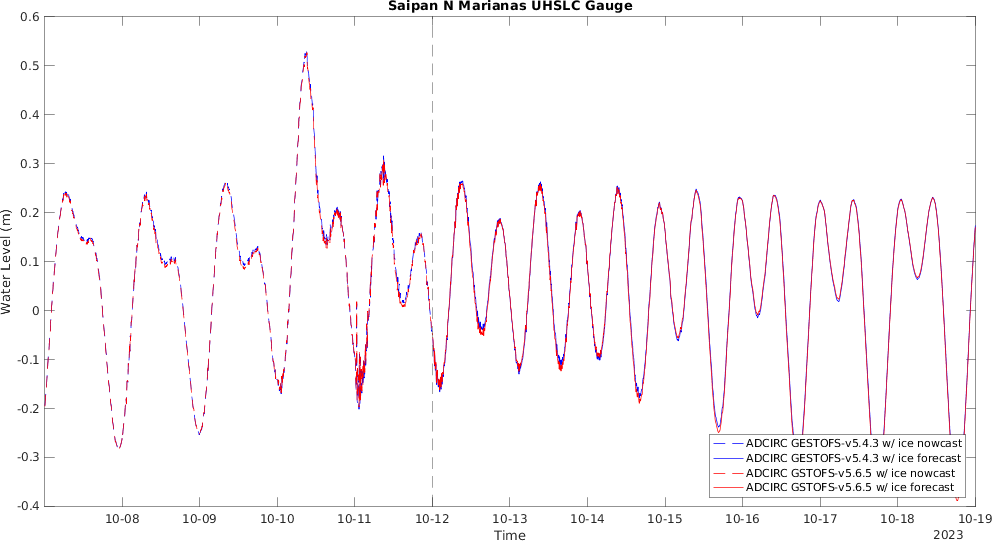 Saipan N Marianas UHSLC Gauge
Water Level (m)
0.6
0.5
0.4
0.3
0.2
0.1
0
-0.1
-0.2
-0.3
-0.4
ADCIRC GESTOFS-v5.4.3 w/ ice nowcast
ADCIRC GESTOFS-v5.4.3 w/ ice forecast
ADCIRC GSTOFS-v5.6.5 w/ ice nowcast
ADCIRC GSTOFS-v5.6.5 w/ ice forecast
10-08 10-09 10-10 10-11 10-12 10-13 10-14 10-15 10-16 10-17 10-18 10-19
Time
2023